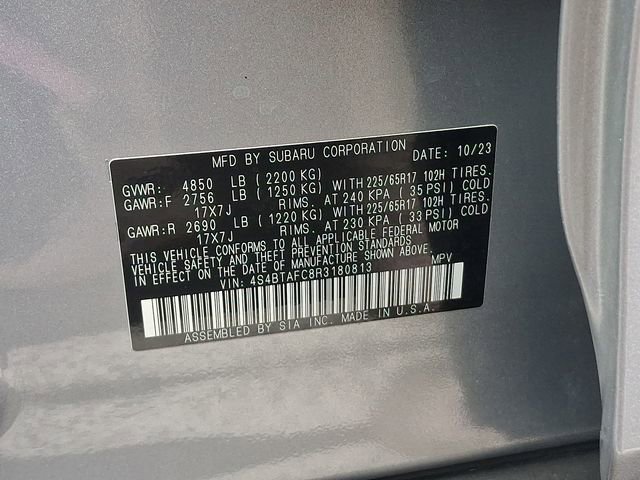 MFD BY SUBARU CORPORATION DATE: 10/23
GVWR: 4850 LB ( 2200 KG)
GAWR:F 2756 LB ( 1250 KG) WITH 225/65R17 102H TIRES.
17X7J RIMS. AT 240 KPA ( 35 PSI) COLD
GAWR:R 2690 LB ( 1220 KG) WITH 225/65R17 102H TIRES.
17X7J RIMS. AT 230 KPA ( 33 PSI) COLD
THIS VEHICLE CONFORMS TO ALL APPLICABLE FEDERAL MOTOR
VEHICLE SAFETY AND THEFT PREVENTION STANDARDS
IN EFFECT ON THE DATE OF MANUFACTURE SHOWN ABOVE.
VIN: 4S4BTAFC8R3180813 MPV
ASSEMBLED BY SIA INC. MADE IN U.S.A.